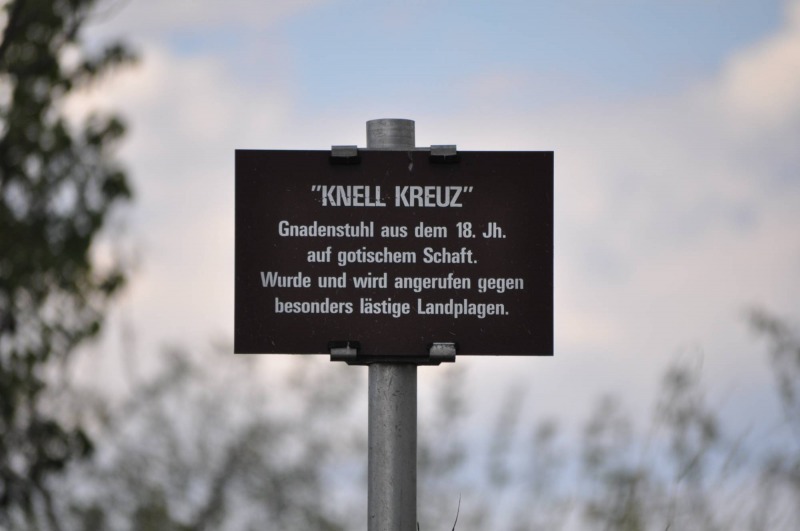 "KNELL KREUZ"
Gnadenstuhl aus dem 18. Jh.
auf gotischem Schaft.
Wurde und wird angerufen gegen
besonders lästige Landplagen.